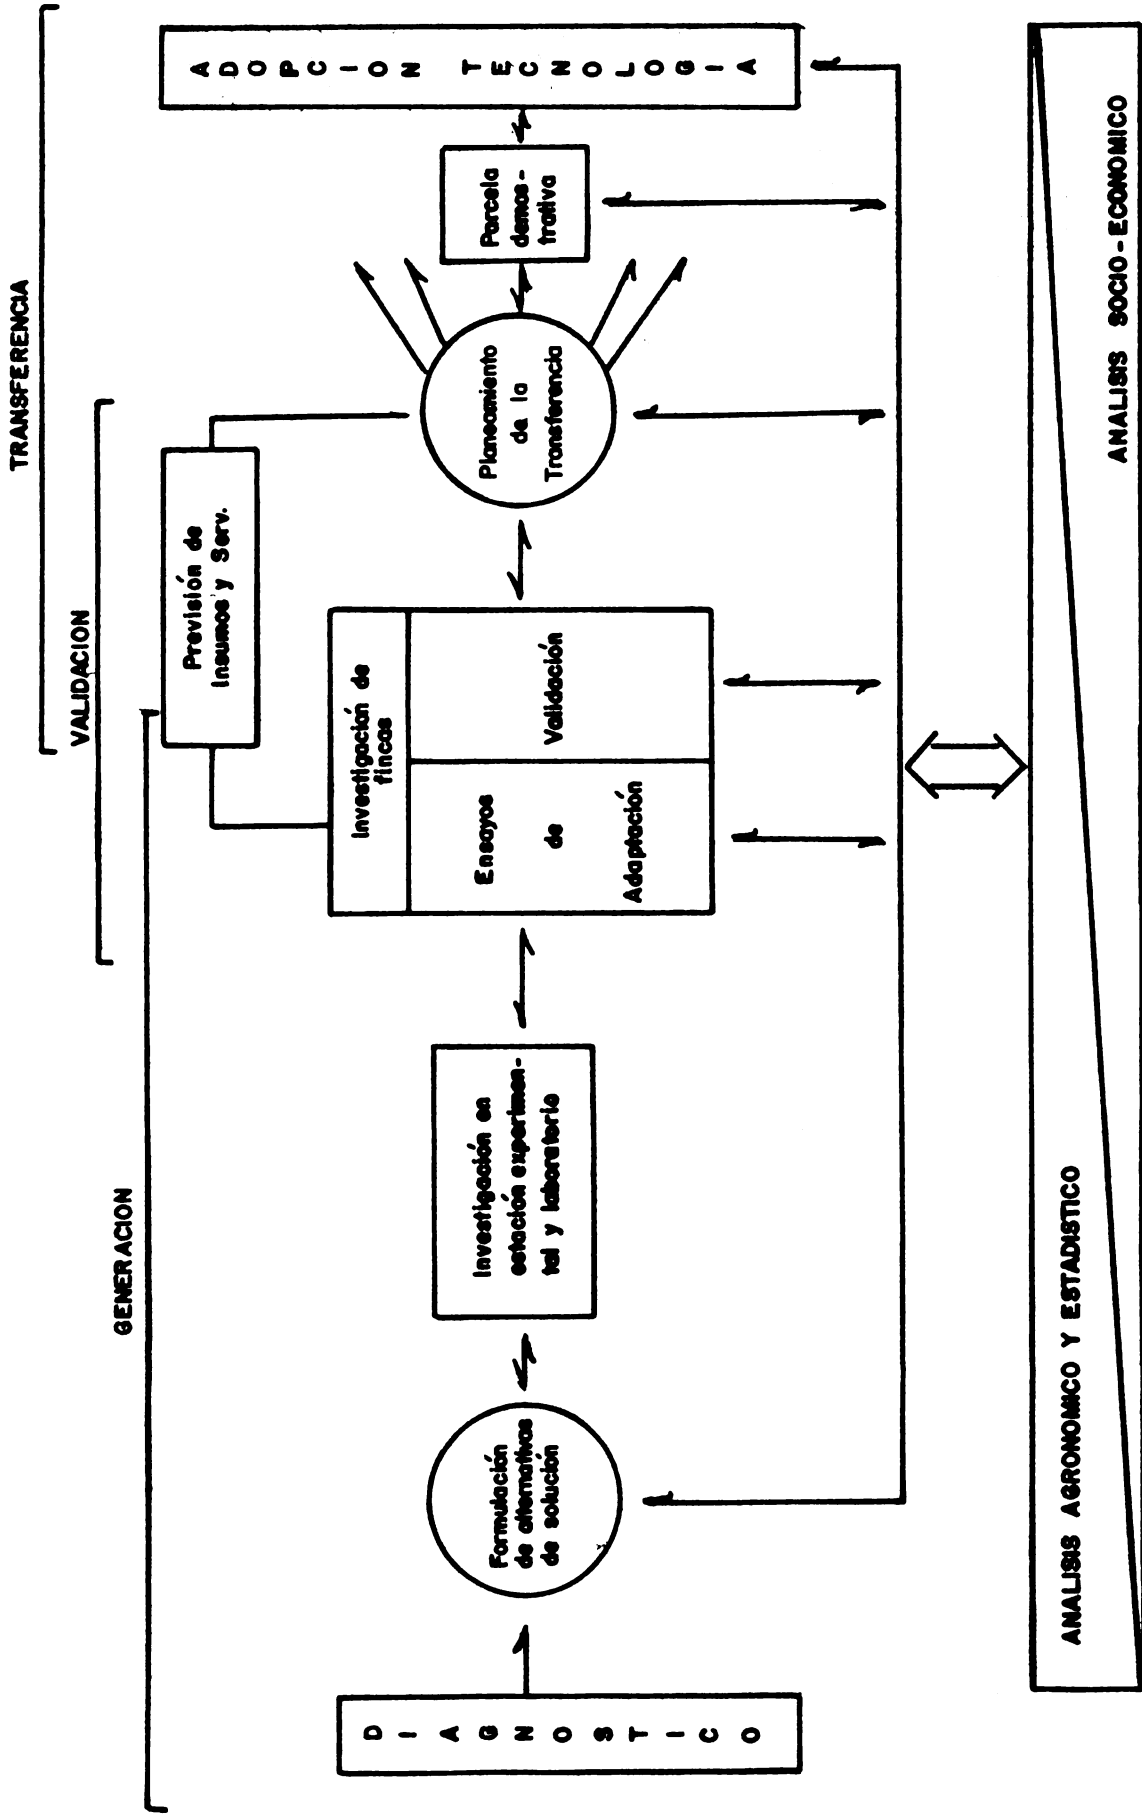 TRANSFERENCIA
VALIDACION
GENERACION
DIAGNOSTICO
Formulación
de alternativas
de solución
Investigación en
estación experimen-
tal y laboratorio
Investigación de
fincas
Ensayos
de
Adaptación
Validación
Previsión de
Insumos y Serv.
Planeamiento
de la
Transferencia
Parcela
demos-
trativa
ADOPCION TECNOLOGIA
ANALISIS AGRONOMICO Y ESTADISTICO
ANALISIS SOCIO-ECONOMICO